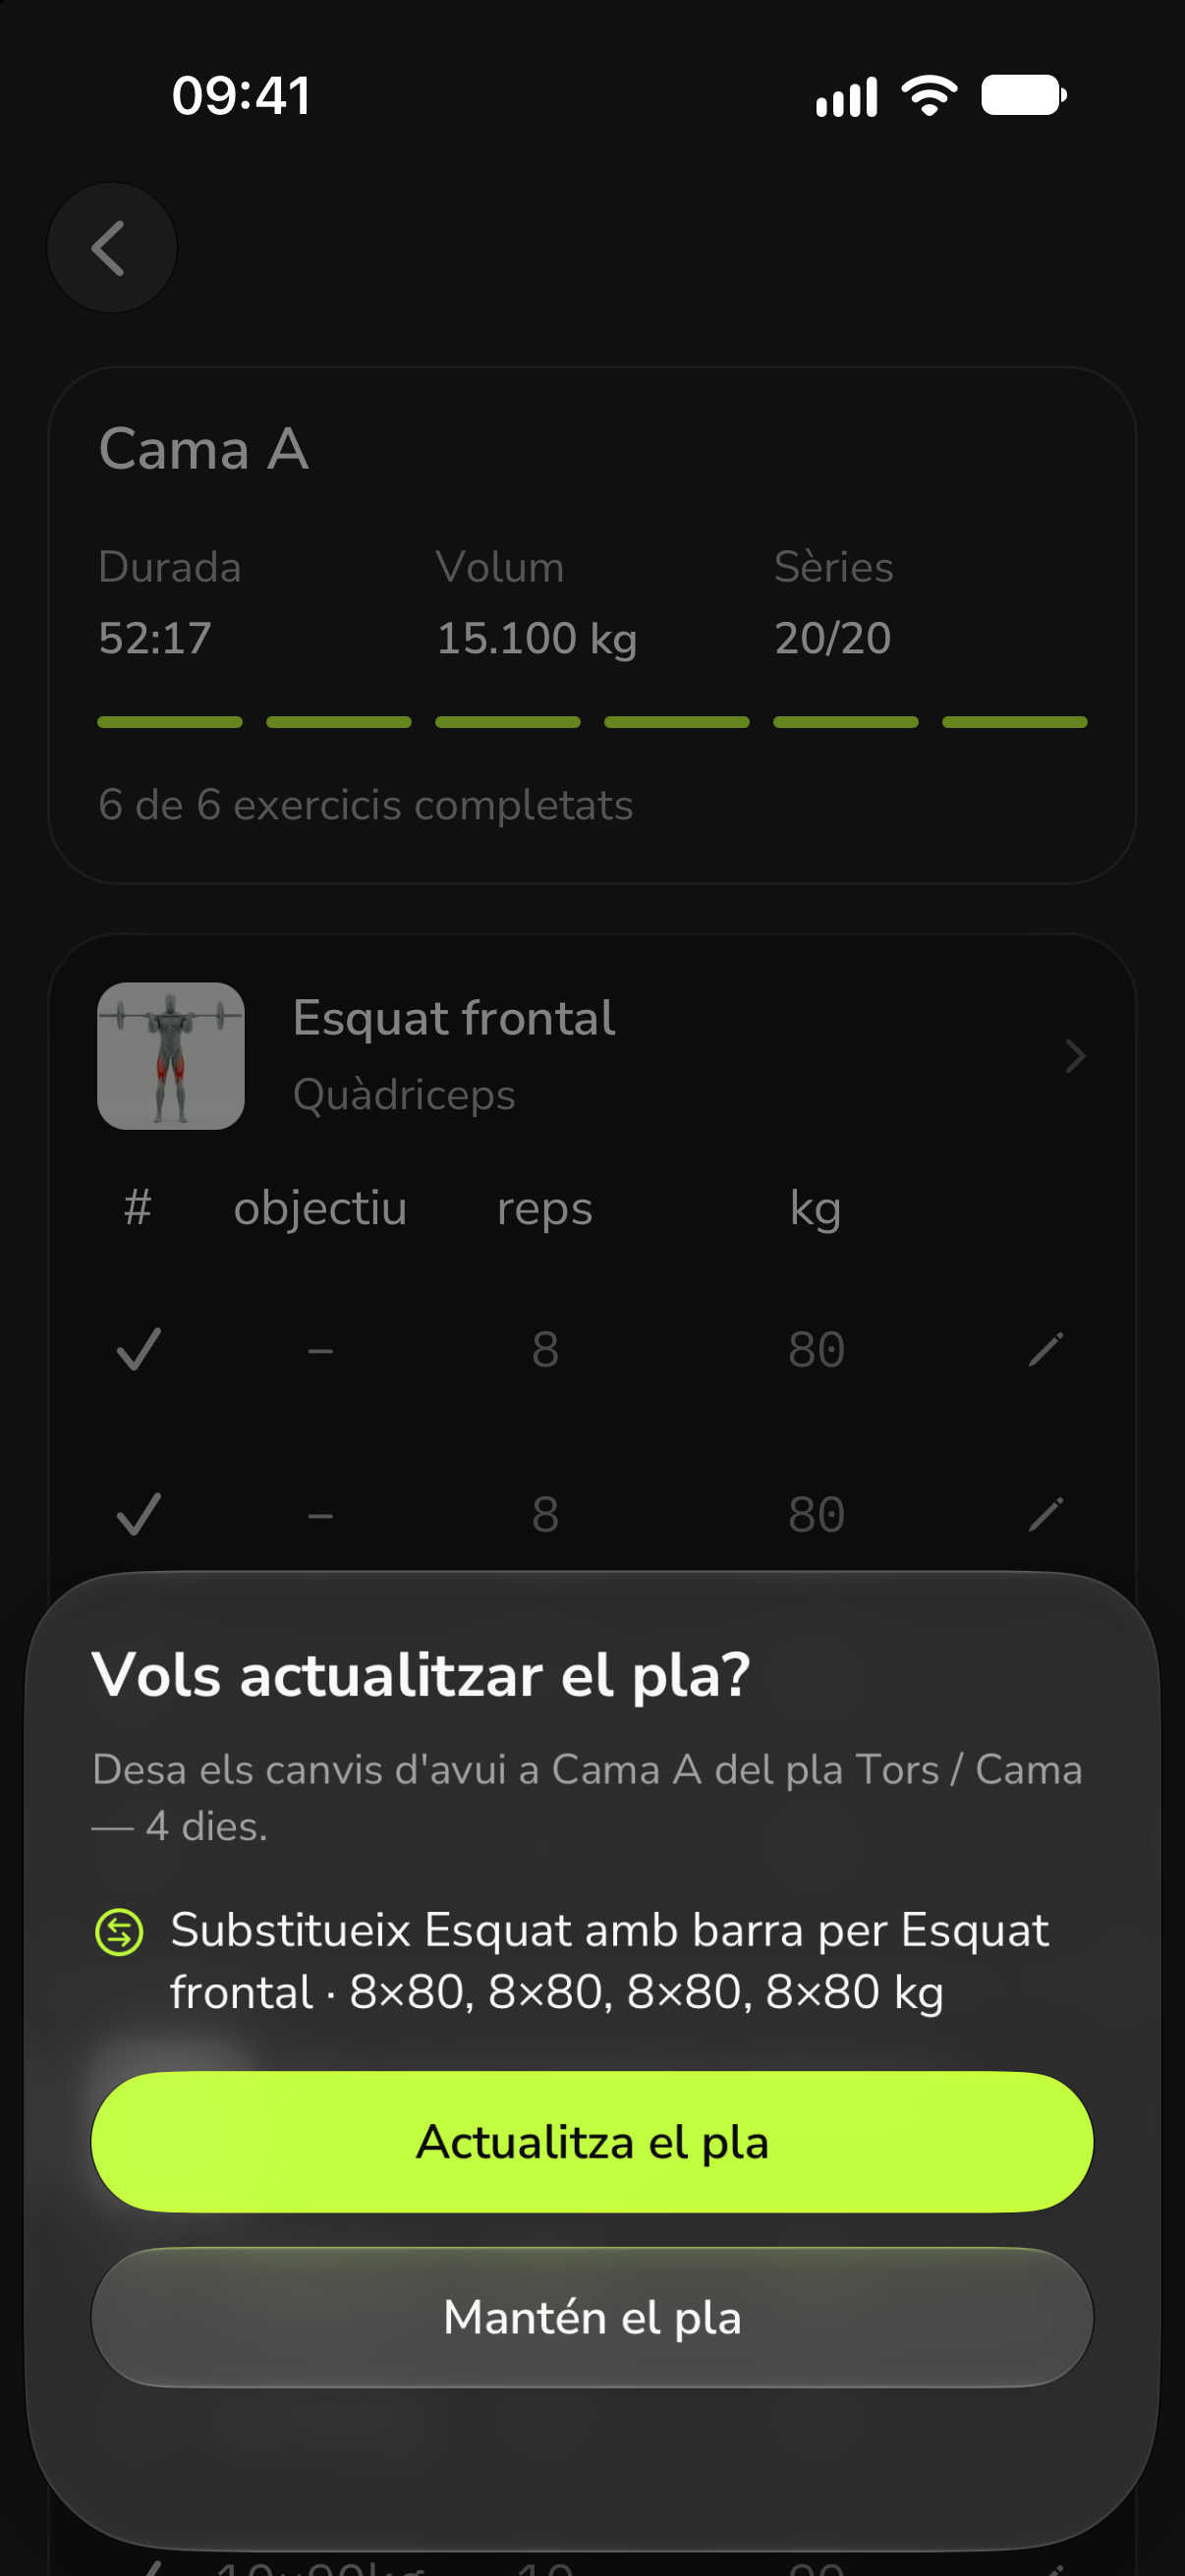 09:41
Cama A
Durada Volum Sèries
52:17 15.100 kg 20/20
6 de 6 exercicis completats
Esquat frontal
Quàdriceps
# objectiu reps kg
– 8 80
– 8 80
Vols actualitzar el pla?
Desa els canvis d'avui a Cama A del pla Tors / Cama
— 4 dies.
Substitueix Esquat amb barra per Esquat
frontal · 8×80, 8×80, 8×80, 8×80 kg
Actualitza el pla
Mantén el pla